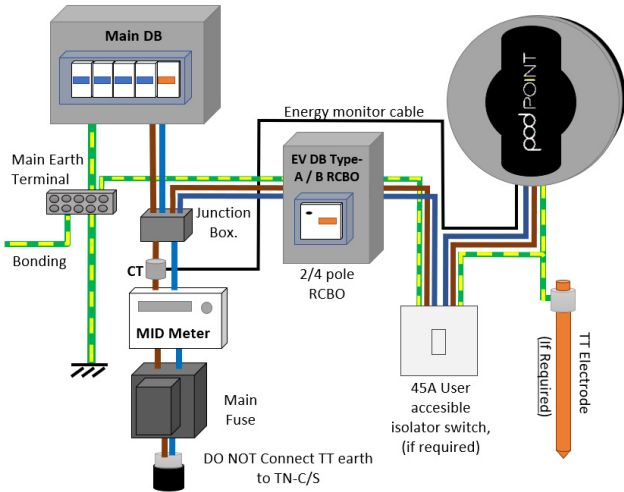 Main DB
pod POINT
Energy monitor cable
Main Earth
Terminal
EV DB Type-
A / B RCBO
Junction
Box.
Bonding
CT
2/4 pole
RCBO
MID Meter
Main
Fuse
45A User
accesible
isolator switch,
(if required)
TT Electrode
(If Required)
DO NOT Connect TT earth
to TN-C/S